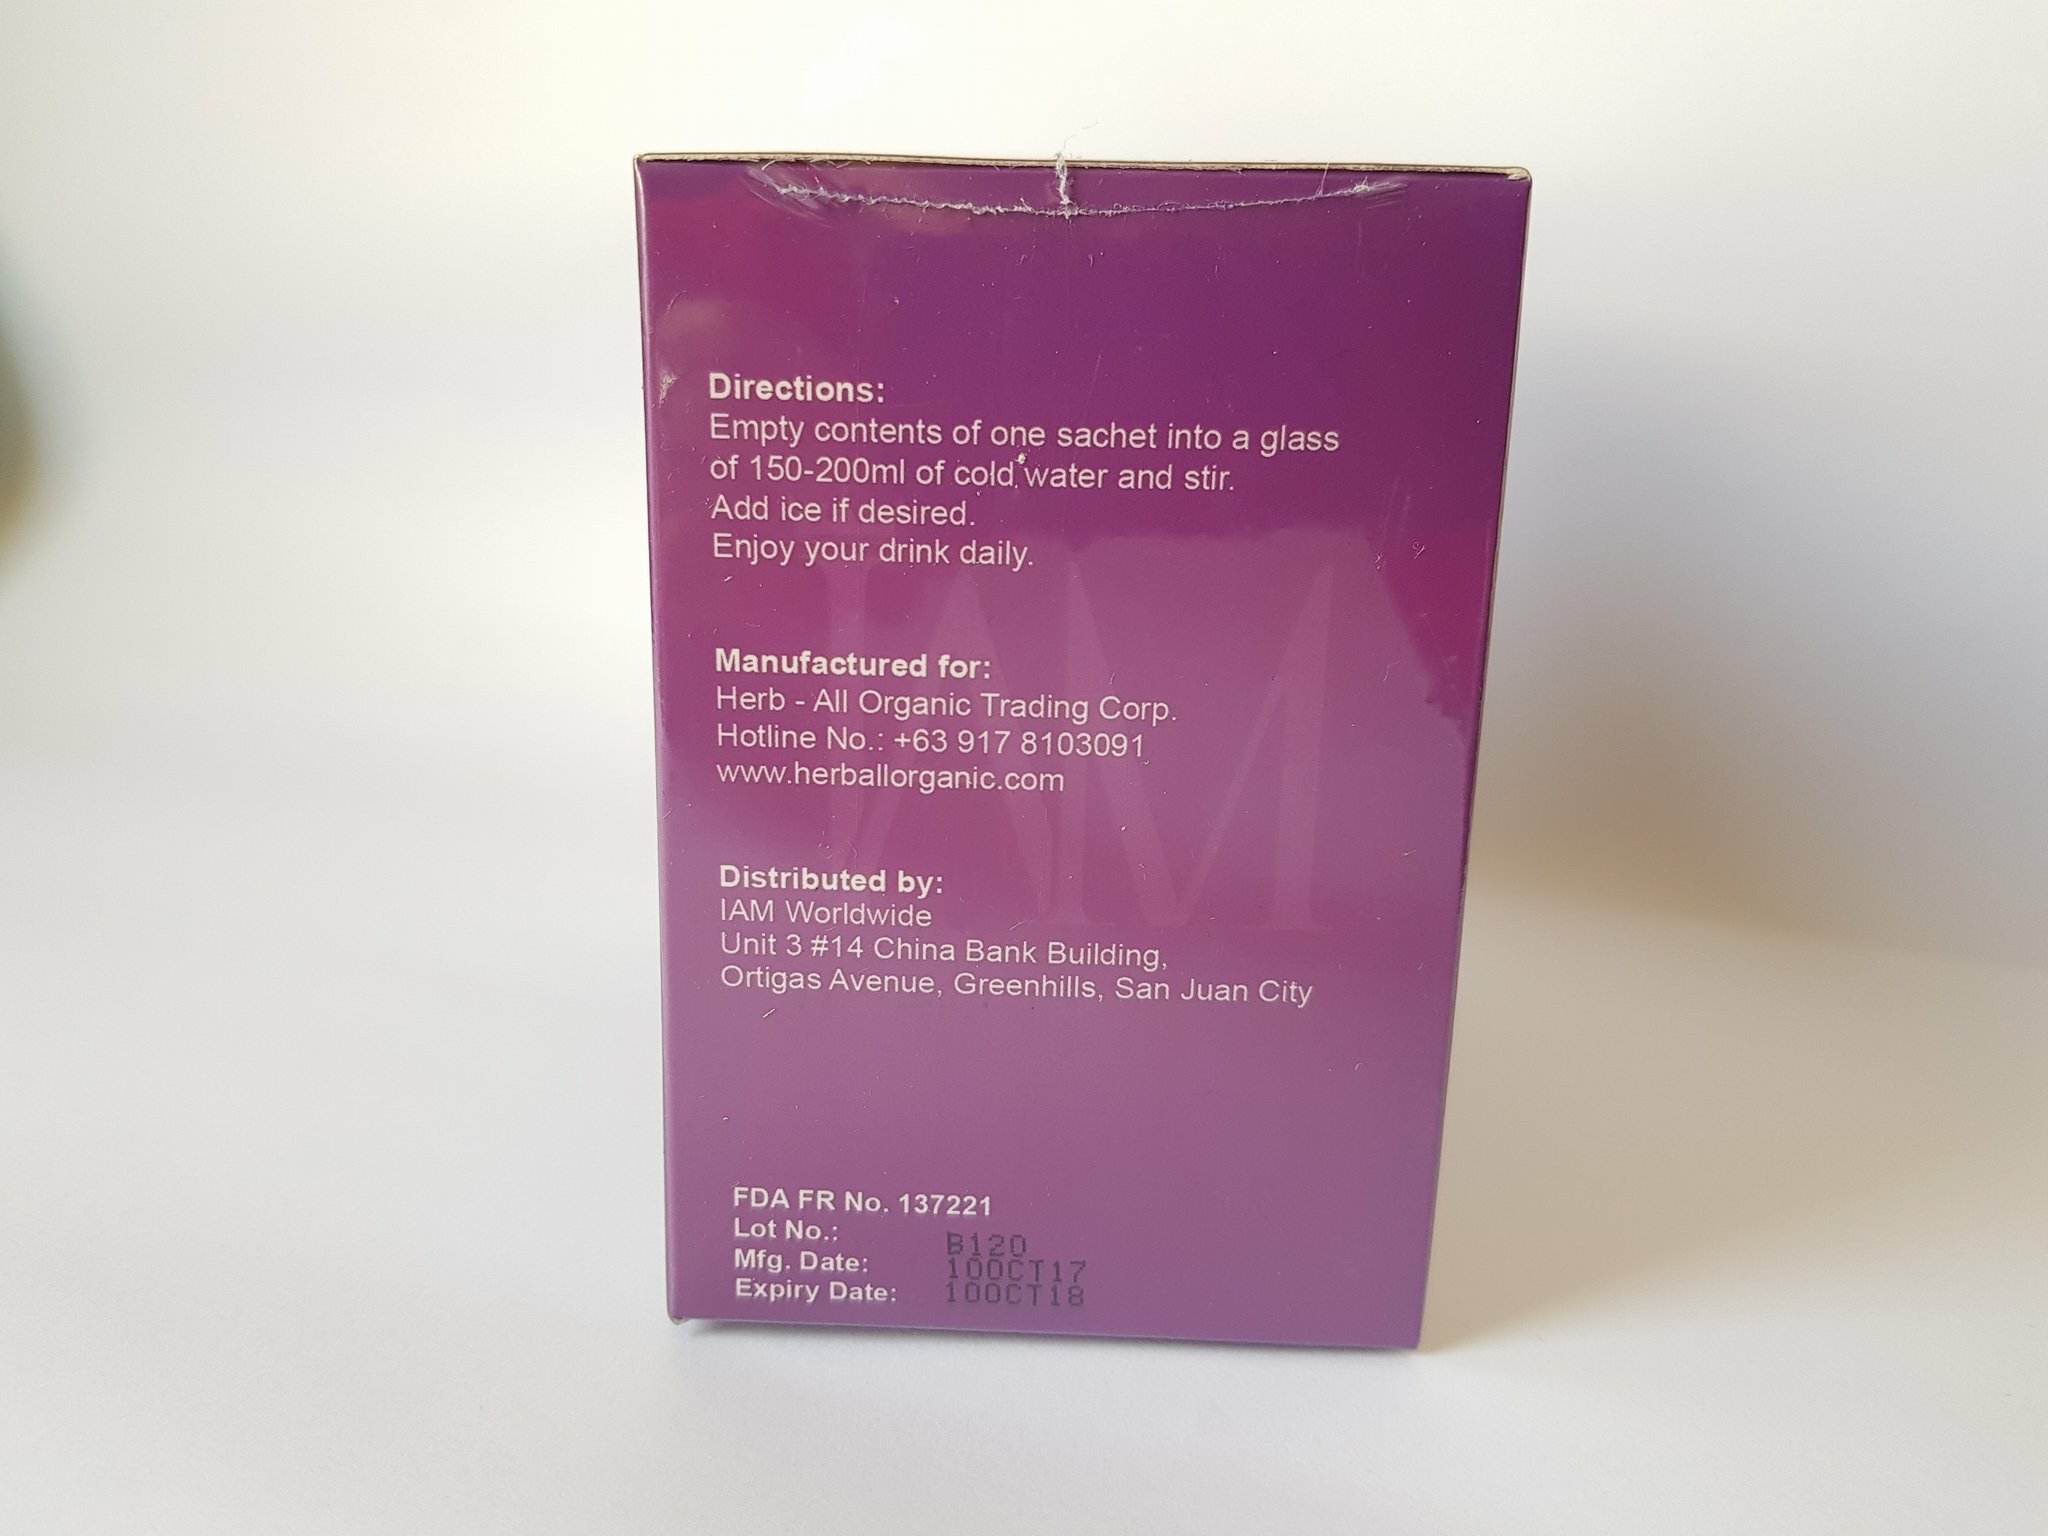 Directions:
Empty contents of one sachet into a glass
of 150-200ml of cold water and stir.
Add ice if desired.
Enjoy your drink daily.
Manufactured for:
Herb - All Organic Trading Corp.
Hotline No.: +63 917 8103091
www.herballorganic.com
Distributed by:
IAM Worldwide
Unit 3 #14 China Bank Building,
Ortigas Avenue, Greenhills, San Juan City
IAM
FDA FR No. 137221
Lot No.: B120
Mfg. Date: 10OCT17
Expiry Date: 10OCT18